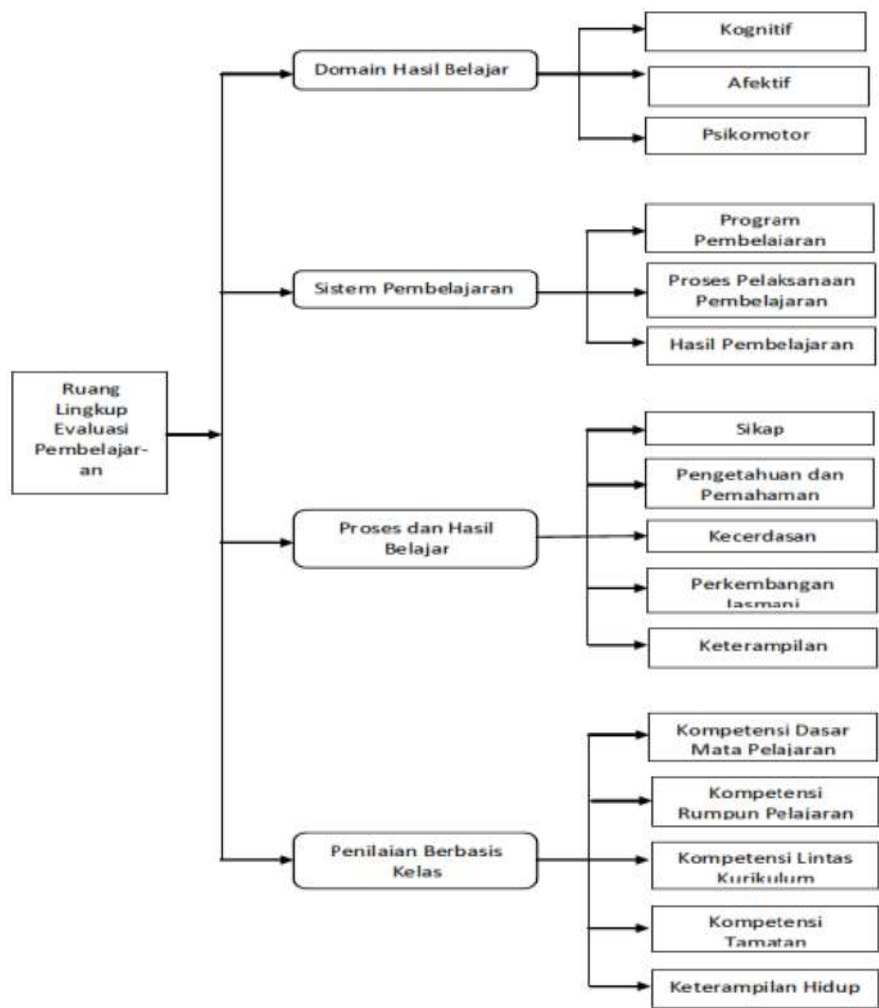 Ruang
Lingkup
Evaluasi
Pembelajar-
an
Domain Hasil Belajar
Kognitif
Afektif
Psikomotor
Sistem Pembelajaran
Program
Pembelajaran
Proses Pelaksanaan
Pembelajaran
Hasil Pembelajaran
Proses dan Hasil
Belajar
Sikap
Pengetahuan dan
Pemahaman
Kecerdasan
Perkembangan
Jasmani
Keterampilan
Penilaian Berbasis
Kelas
Kompetensi Dasar
Mata Pelajaran
Kompetensi
Rumpun Pelajaran
Kompetensi Lintas
Kurikulum
Kompetensi
Tamatan
Keterampilan Hidup